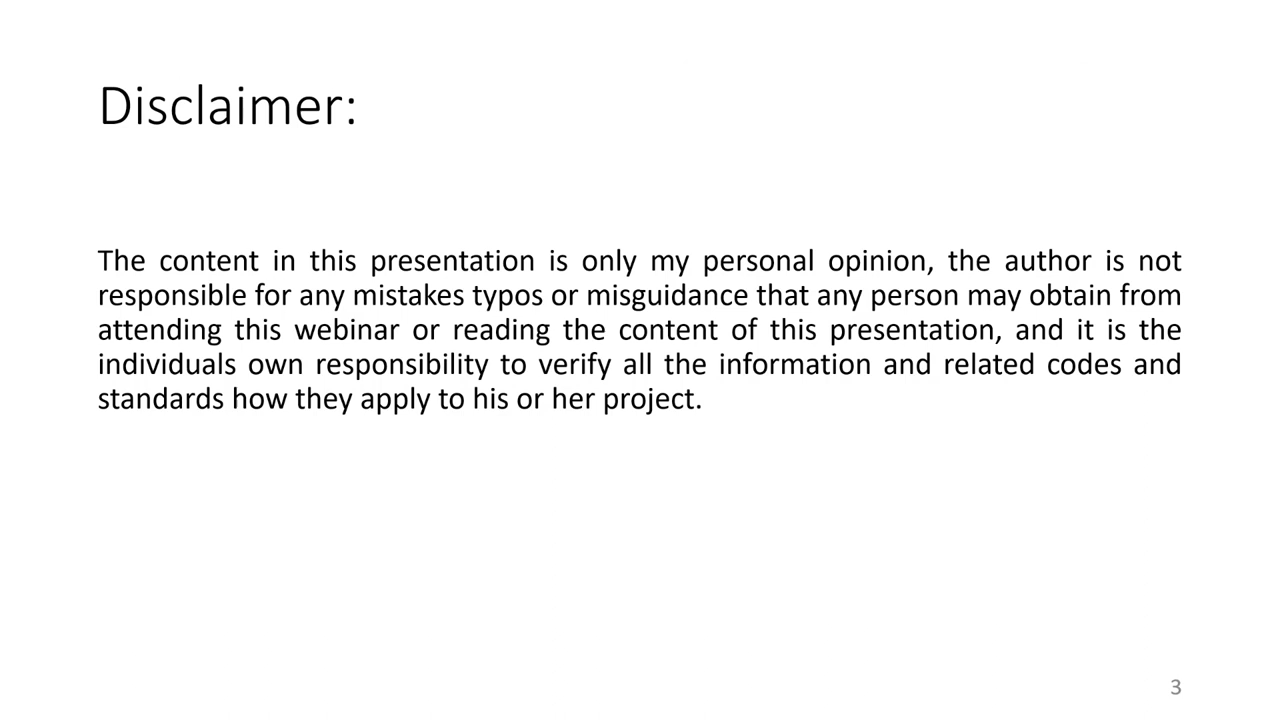 Disclaimer:
The content in this presentation is only my personal opinion, the author is not
responsible for any mistakes typos or misguidance that any person may obtain from
attending this webinar or reading the content of this presentation, and it is the
individuals own responsibility to verify all the information and related codes and
standards how they apply to his or her project.
3